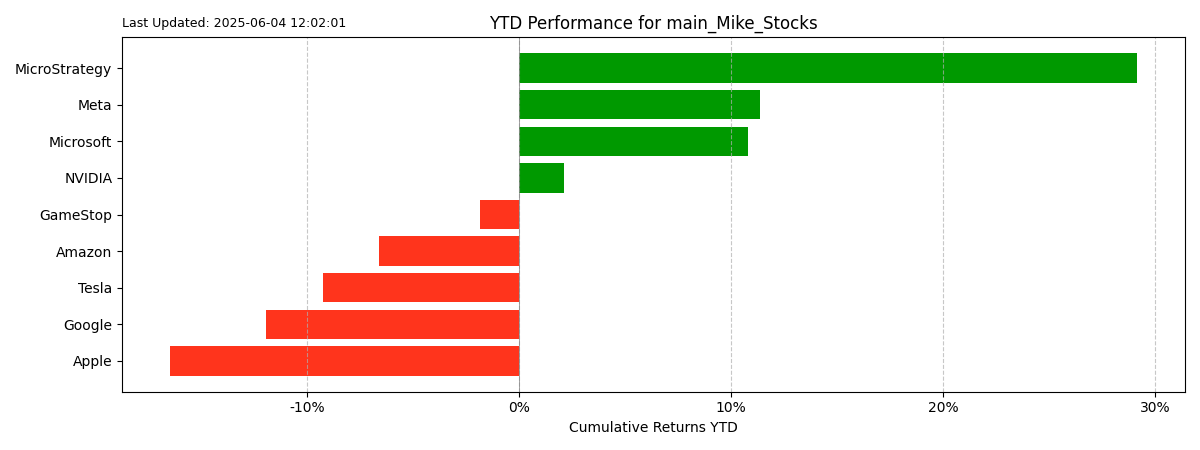 Last Updated: 2025-06-04 12:02:01
YTD Performance for main_Mike_Stocks
MicroStrategy
Meta
Microsoft
NVIDIA
GameStop
Amazon
Tesla
Google
Apple
-10% 0% 10% 20% 30%
Cumulative Returns YTD